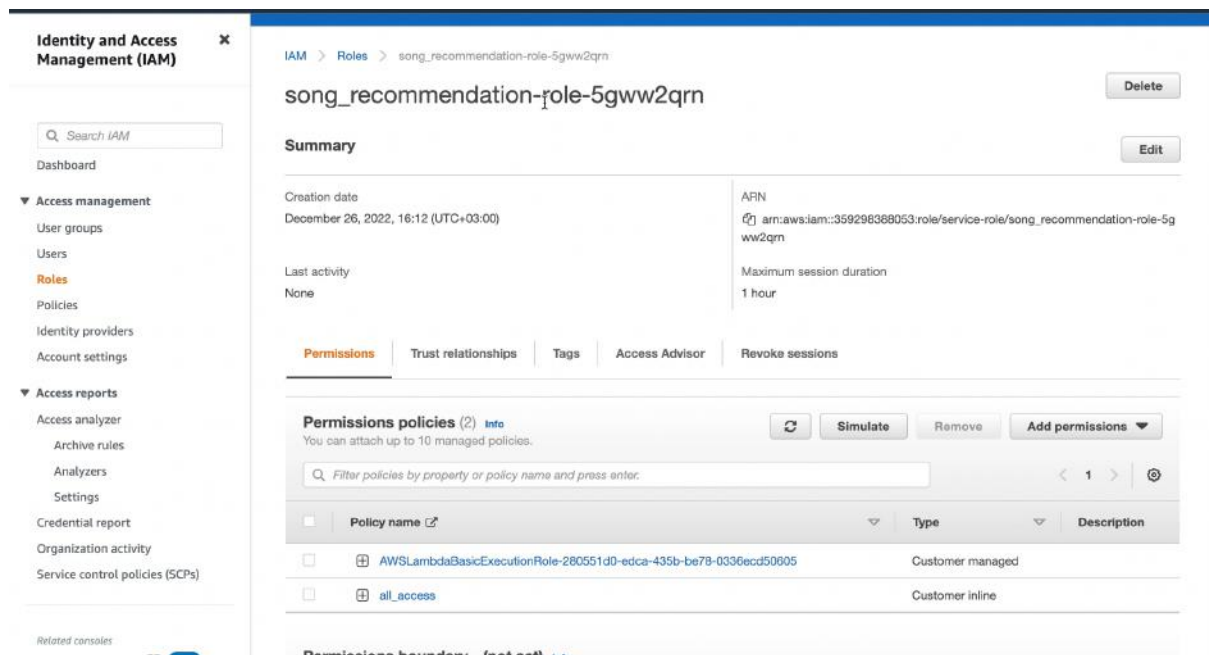 Identity and Access
Management (IAM)
Search IAM
Dashboard
Access management
User groups
Users
Roles
Policies
Identity providers
Account settings
Access reports
Access analyzer
Archive rules
Analyzers
Settings
Credential report
Organization activity
Service control policies (SCPs)
Related consoles
IAM > Roles > song_recommendation-role-5gww2qrn
song_recommendation-role-5gww2qrn
Delete
Summary
Edit
Creation date
December 26, 2022, 16:12 (UTC+03:00)
ARN
arn:aws:iam::359298388053:role/service-role/song_recommendation-role-5g
ww2qrn
Last activity
None
Maximum session duration
1 hour
Permissions Trust relationships Tags Access Advisor Revoke sessions
Permissions policies (2) Info
You can attach up to 10 managed policies.
Simulate Remove Add permissions
Filter policies by property or policy name and press enter.
1
Policy name Type Description
AWSLambdaBasicExecutionRole-280551d0-edca-435b-be78-0336ecd50605 Customer managed
all_access Customer inline
Permissions boundary - (not set)